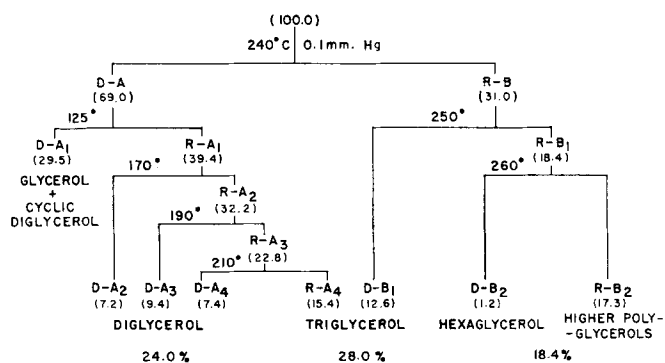 (100.0)
240°C 0.1mm. Hg
D-A R-B
(69.0) (31.0)
125° 250°
D-A1 R-A1 R-B1
(29.5) (39.4) (18.4)
GLYCEROL
+
CYCLIC
DIGLYCEROL
170° 260°
R-A2
(32.2)
190°
R-A3
(22.8)
210°
D-A2 D-A3 D-A4 R-A4 D-B1 D-B2 R-B2
(7.2) (9.4) (7.4) (15.4) (12.6) (1.2) (17.3)
DIGLYCEROL TRIGLYCEROL HEXAGLYCEROL HIGHER POLY-
-GLYCEROLS
24.0% 28.0% 18.4%